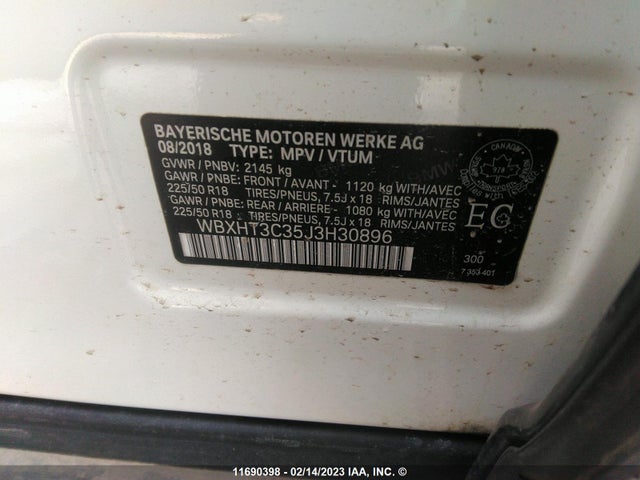 BAYERISCHE MOTOREN WERKE AG
08/2018 TYPE: MPV / VTUM
GVWR / PNBV: 2145 kg
GAWR / PNBE: FRONT / AVANT - 1120 kg WITH/AVEC
225/50 R18 TIRES/PNEUS, 7.5J x 18 RIMS/JANTES
GAWR / PNBE: REAR / ARRIERE - 1080 kg WITH/AVEC
225/50 R18 - TIRES/PNEUS, 7.5J x 18 RIMS/JANTES
WBXHT3C35J3H30896
CANADA
978
EC
300
7 353 401
BMW
11690398 - 02/14/2023 IAA, INC. ©